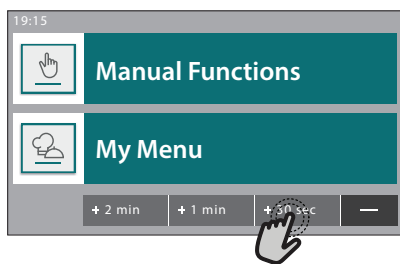 19:15
Manual Functions
My Menu
+ 2 min + 1 min + 30 sec —